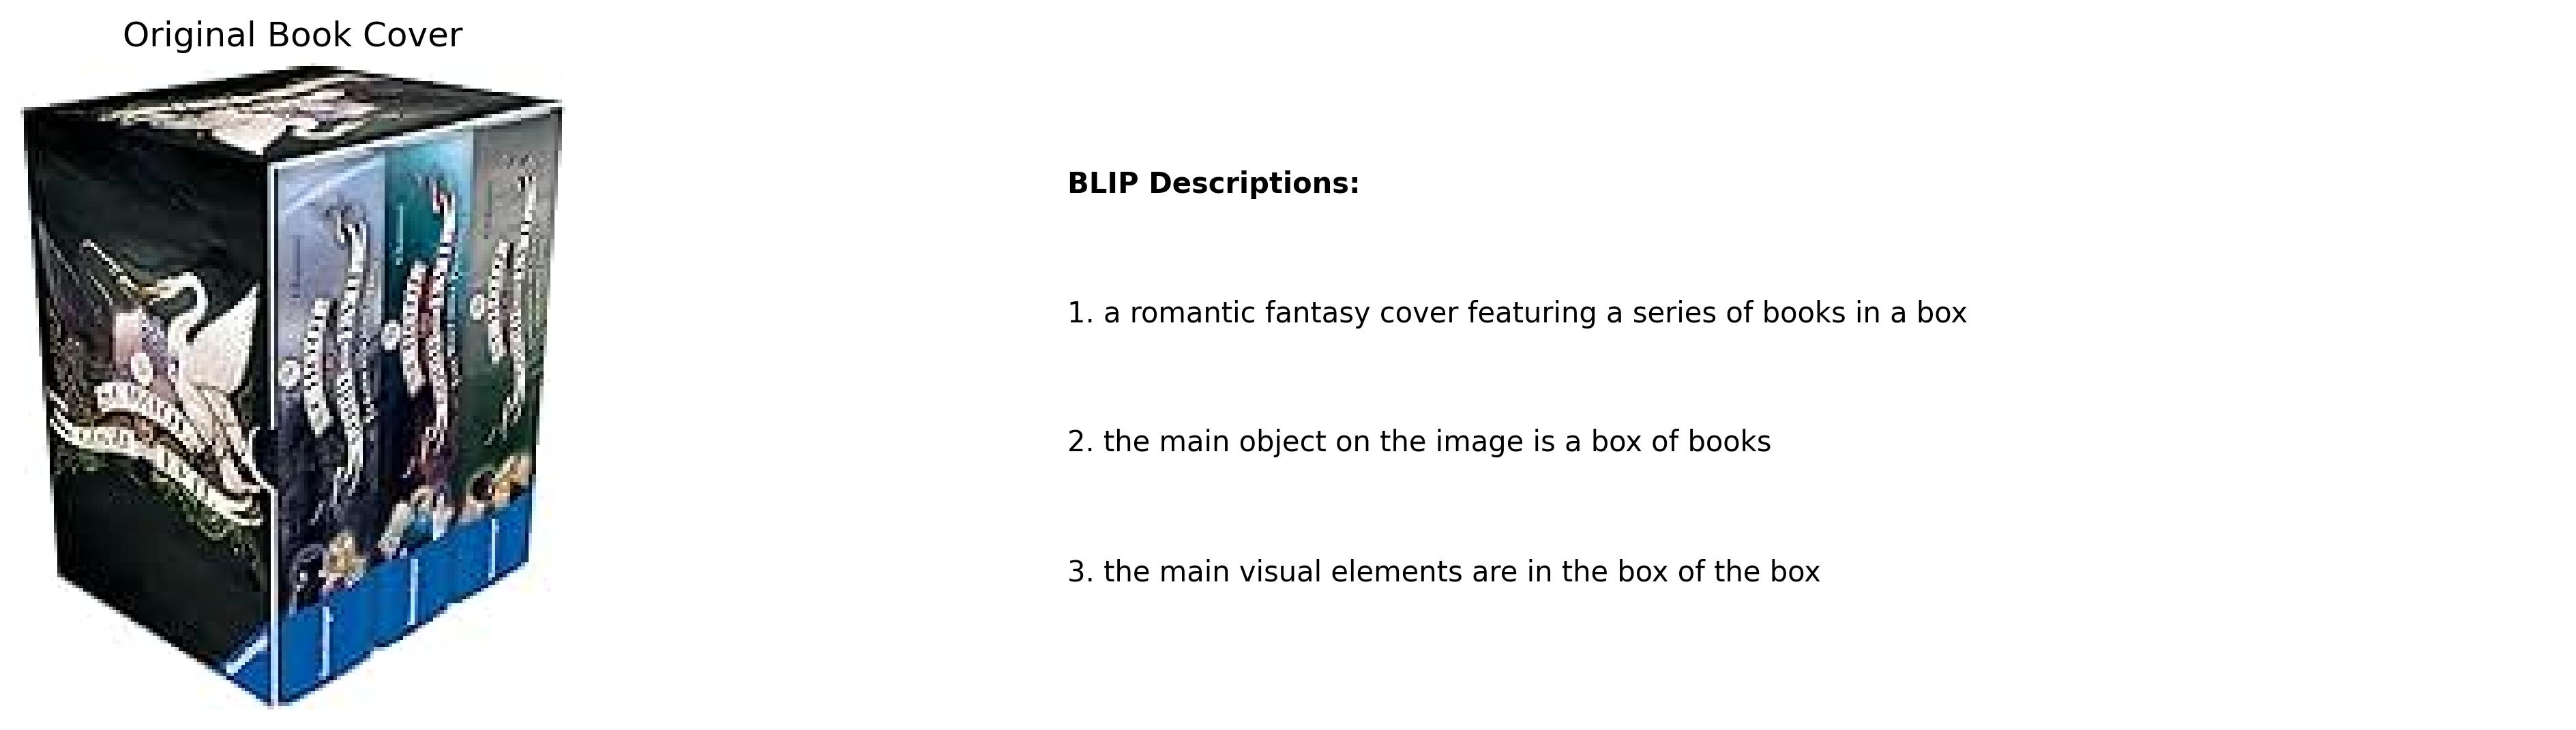 Original Book Cover
BLIP Descriptions:
1. a romantic fantasy cover featuring a series of books in a box
2. the main object on the image is a box of books
3. the main visual elements are in the box of the box